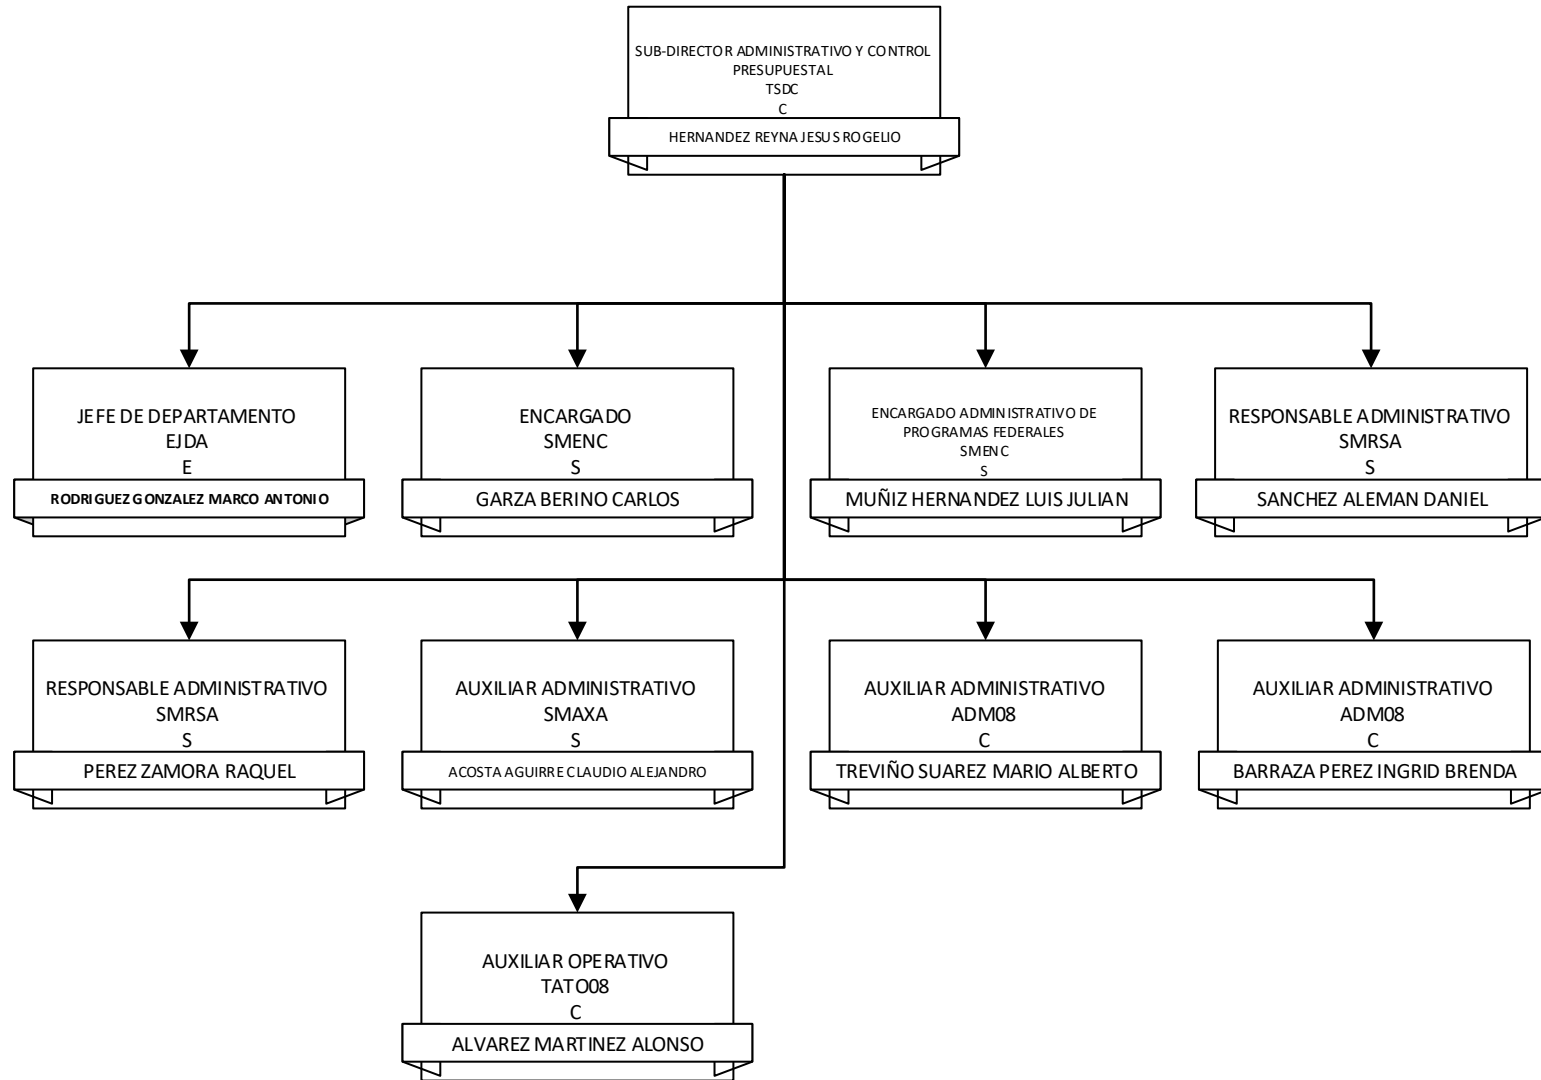 SUB-DIRECTOR ADMINISTRATIVO Y CONTROL
PRESUPUESTAL
TSDC
C
HERNANDEZ REYNA JESUS ROGELIO
JEFE DE DEPARTAMENTO
EJDA
E
RODRIGUEZ GONZALEZ MARCO ANTONIO
ENCARGADO
SMENC
S
GARZA BERINO CARLOS
ENCARGADO ADMINISTRATIVO DE
PROGRAMAS FEDERALES
SMENC
S
MUÑIZ HERNANDEZ LUIS JULIAN
RESPONSABLE ADMINISTRATIVO
SMRSA
S
SANCHEZ ALEMAN DANIEL
RESPONSABLE ADMINISTRATIVO
SMRSA
S
PEREZ ZAMORA RAQUEL
AUXILIAR ADMINISTRATIVO
SMAXA
S
ACOSTA AGUIRRE CLAUDIO ALEJANDRO
AUXILIAR ADMINISTRATIVO
ADM08
C
TREVIÑO SUAREZ MARIO ALBERTO
AUXILIAR ADMINISTRATIVO
ADM08
C
BARRAZA PEREZ INGRID BRENDA
AUXILIAR OPERATIVO
TATO08
C
ALVAREZ MARTINEZ ALONSO